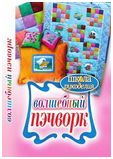 волшебный пэчворк
школа
рукоделия
волшебный
пэчворк